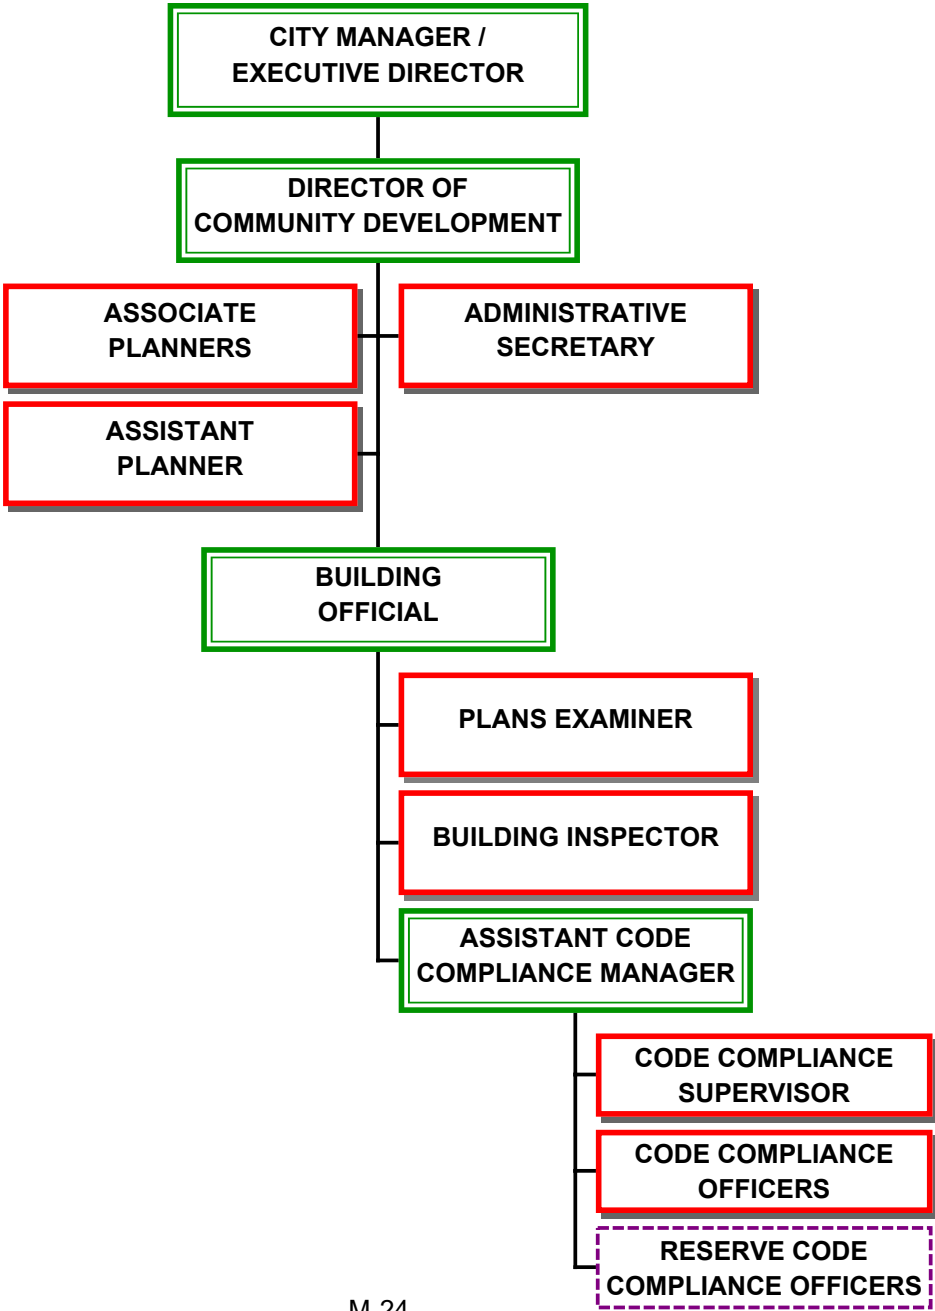 CITY MANAGER /
EXECUTIVE DIRECTOR
DIRECTOR OF
COMMUNITY DEVELOPMENT
ASSOCIATE
PLANNERS
ADMINISTRATIVE
SECRETARY
ASSISTANT
PLANNER
BUILDING
OFFICIAL
PLANS EXAMINER
BUILDING INSPECTOR
ASSISTANT CODE
COMPLIANCE MANAGER
CODE COMPLIANCE
SUPERVISOR
CODE COMPLIANCE
OFFICERS
RESERVE CODE
COMPLIANCE OFFICERS
M-24